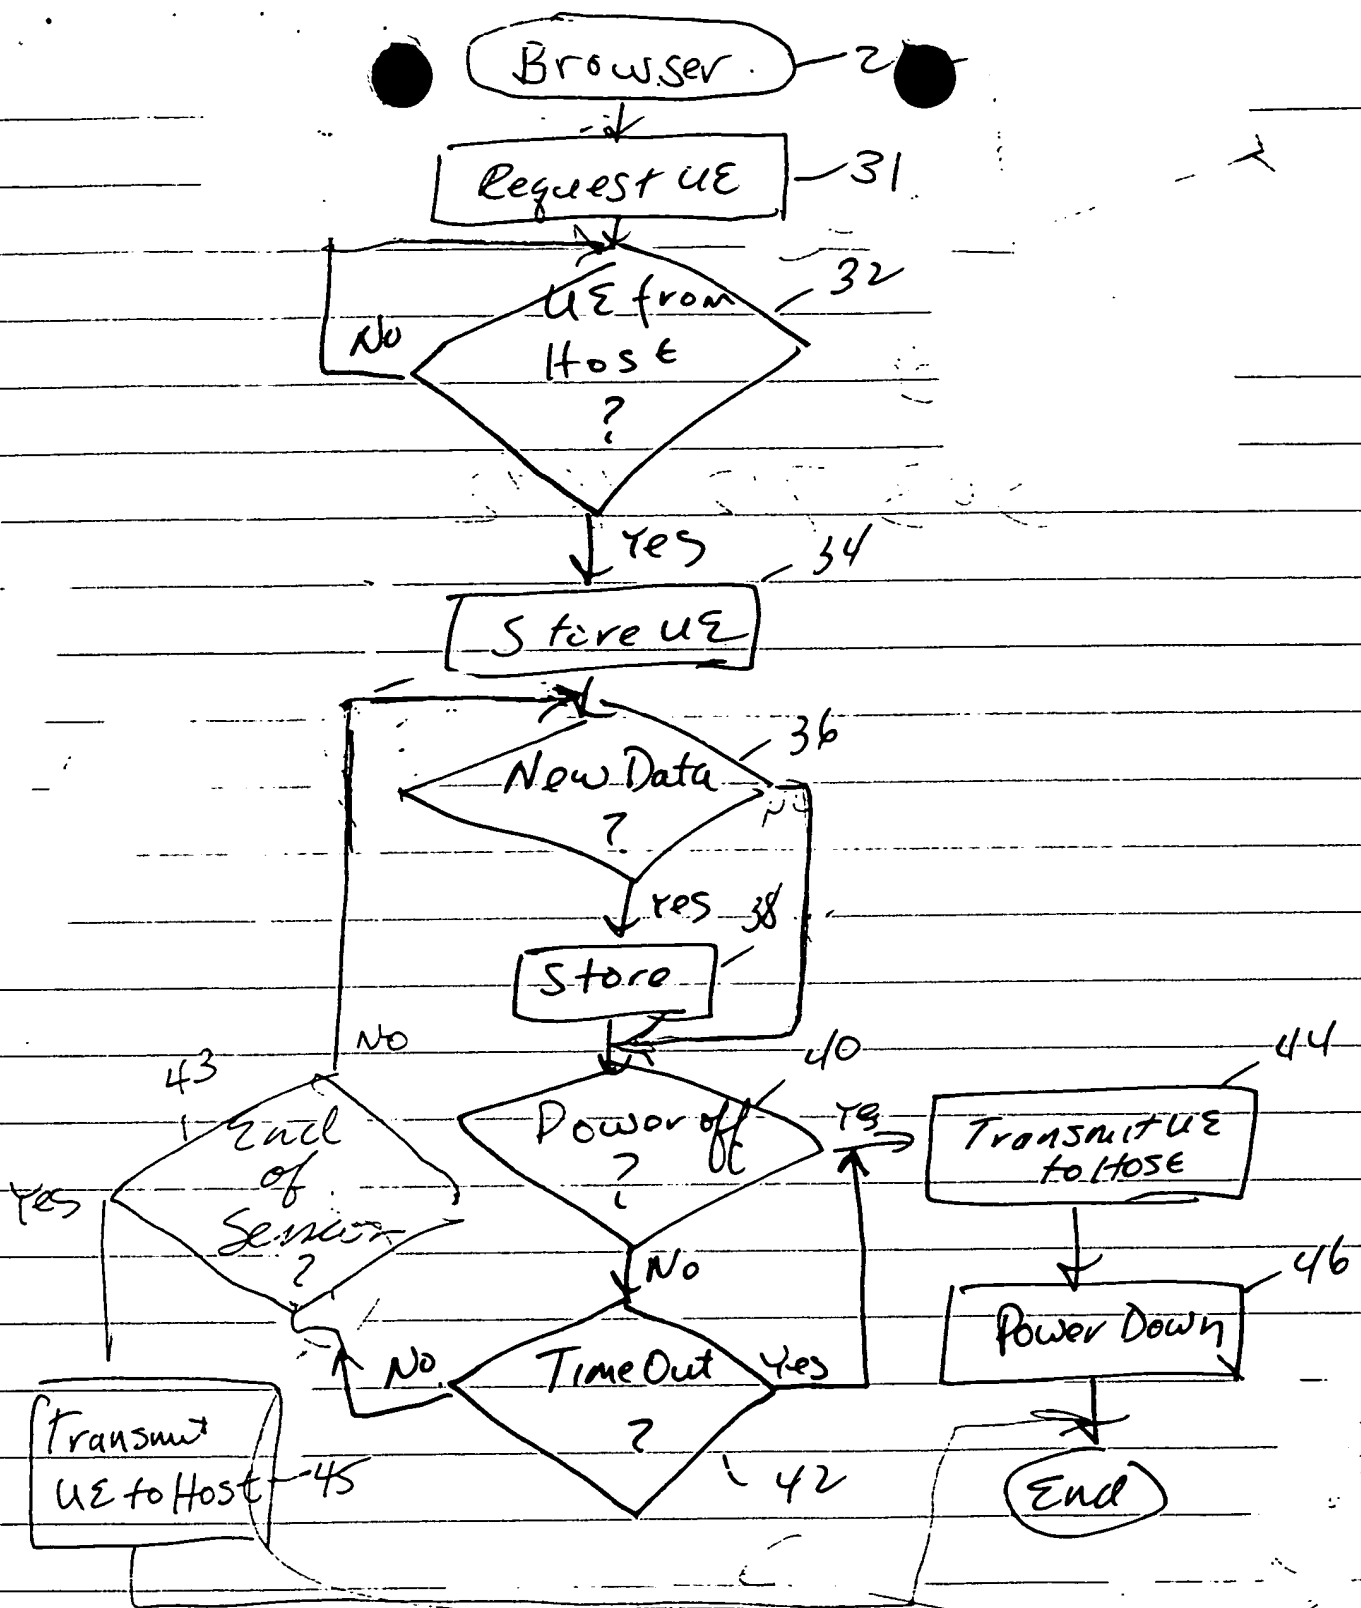 Browser
2
Request UE
31
UE from
Host
?
32
No
Yes
34
Store UE
36
New Data
?
No
Yes
38
Store
No
40
43
44
End
of
Session
?
Power off
?
Yes
Transmit UE
to Host
Yes
No
46
Power Down
No
Time Out
?
Yes
42
Transmit
UE to Host
45
End